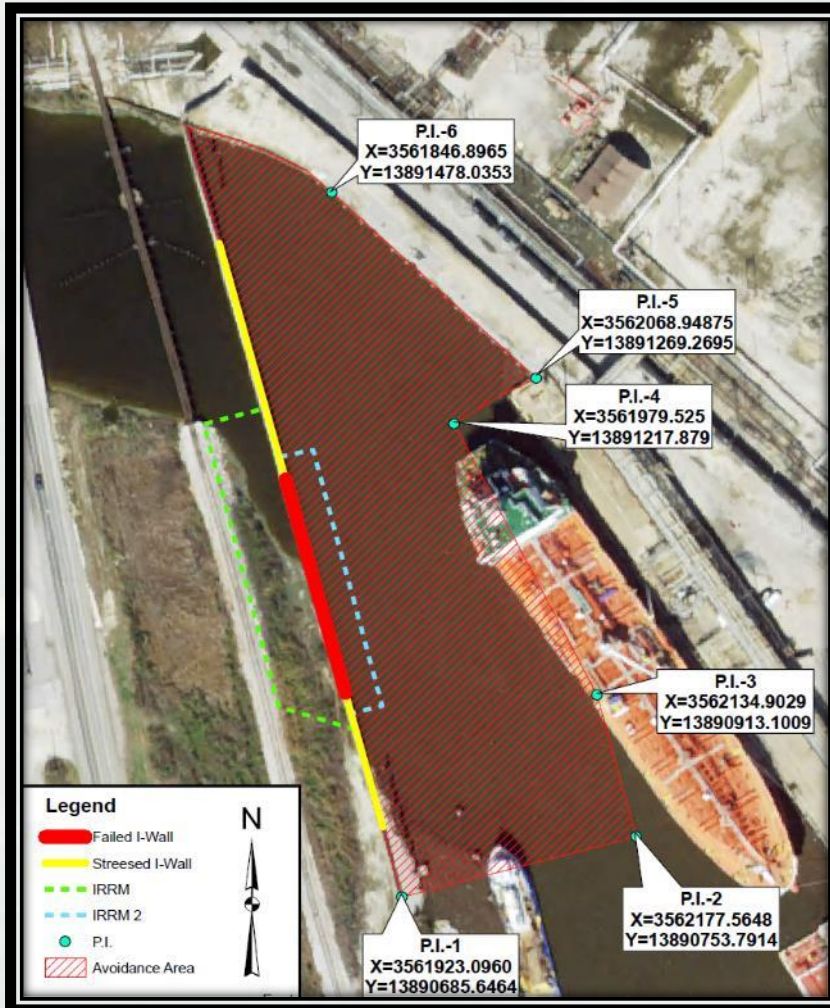 P.I.-6
X=3561846.8965
Y=13891478.0353
P.I.-5
X=3562068.94875
Y=13891269.2695
P.I.-4
X=3561979.525
Y=13891217.879
P.I.-3
X=3562134.9029
Y=13890913.1009
P.I.-2
X=3562177.5648
Y=13890753.7914
P.I.-1
X=3561923.0960
Y=13890685.6464
Legend
N
Failed I-Wall
Streesed I-Wall
IRRM
IRRM 2
P.I.
Avoidance Area